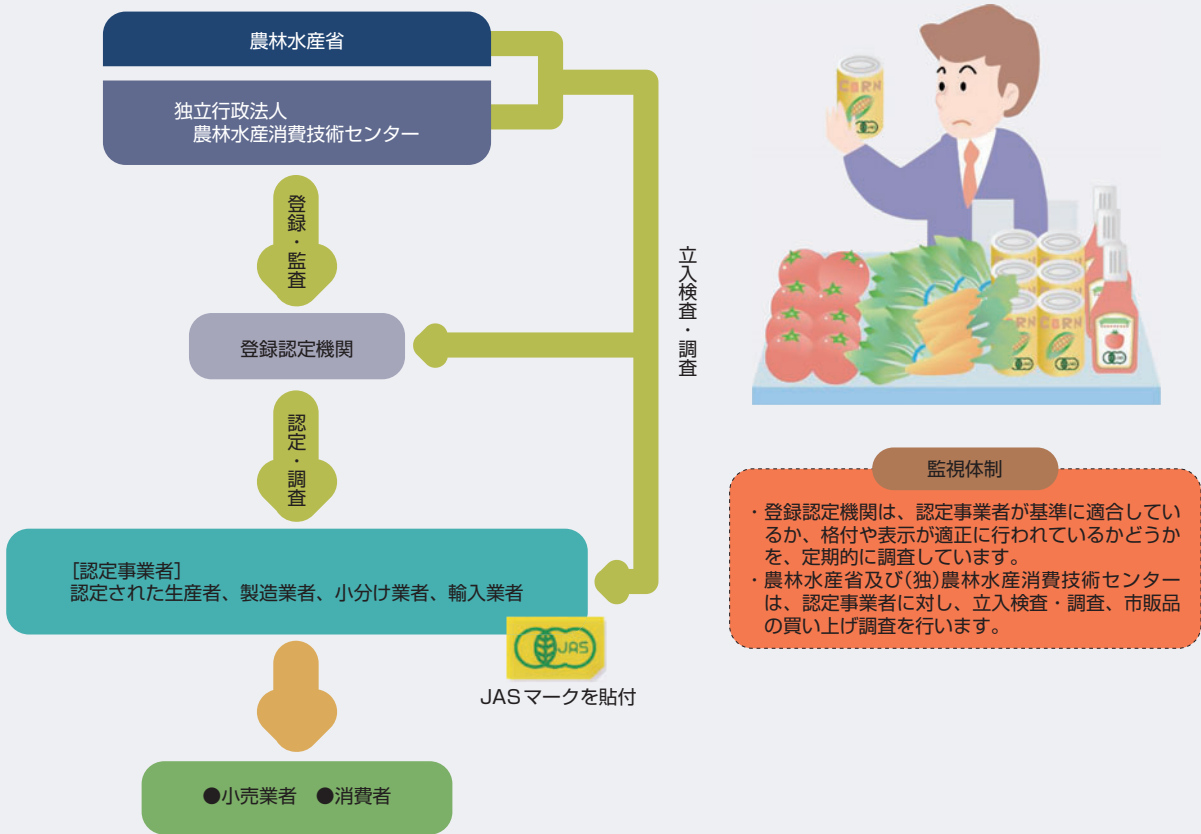 農林水産省
独立行政法人
農林水産消費技術センター
登録・監査
登録認定機関
立入検査・調査
認定・調査
[認定事業者]
認定された生産者、製造業者、小分け業者、輸入業者
JAS
JASマークを貼付
●小売業者 ●消費者
CORN
CORN
監視体制
・登録認定機関は、認定事業者が基準に適合してい
るか、格付や表示が適正に行われているかどうか
を、定期的に調査しています。
・農林水産省及び(独)農林水産消費技術センター
は、認定事業者に対し、立入検査・調査、市販品
の買い上げ調査を行います。